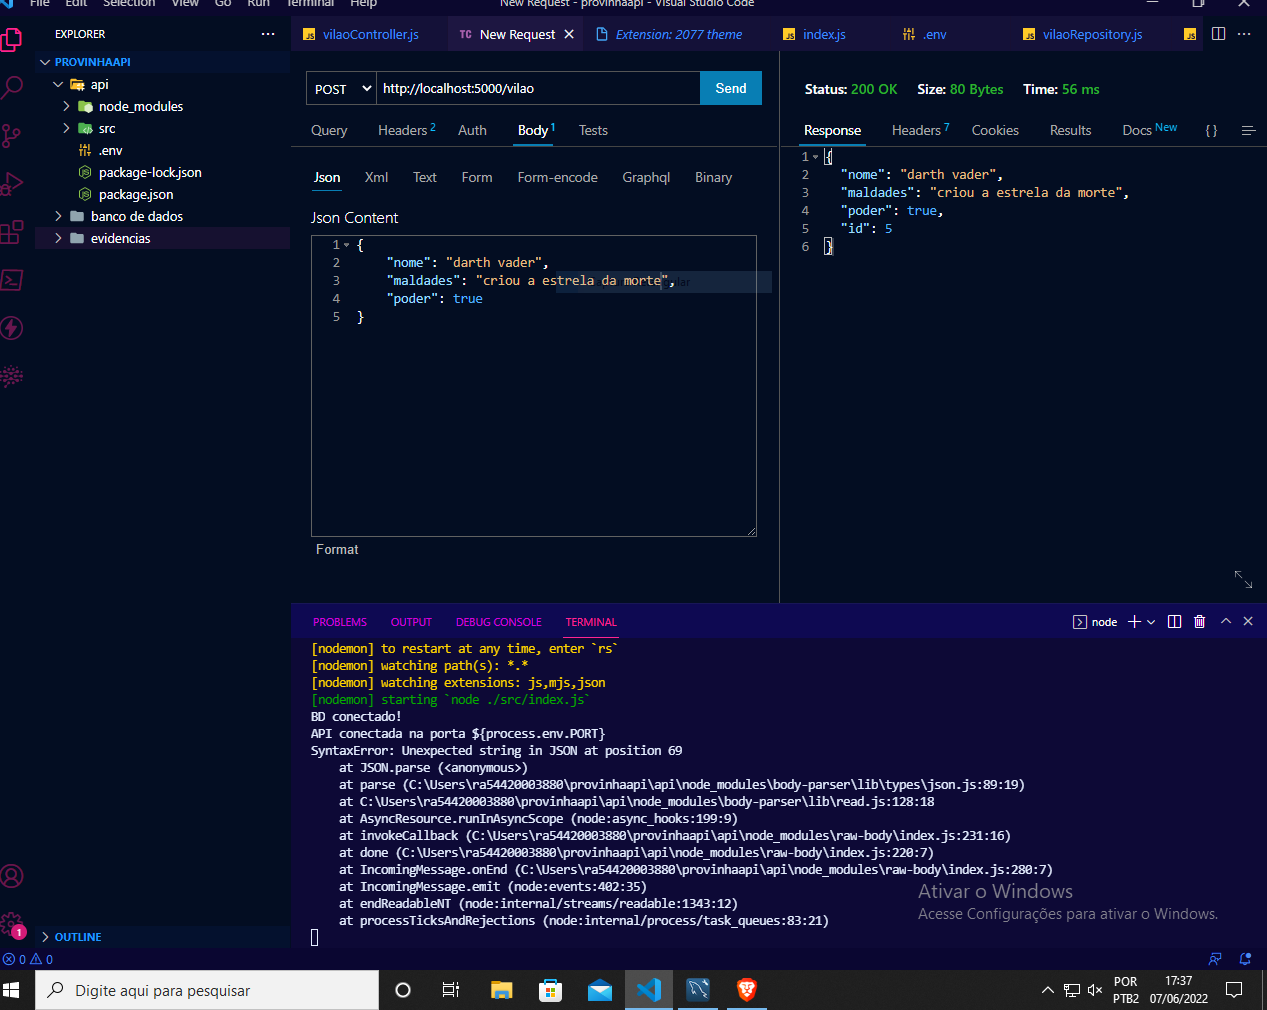 File Edit Selection View Go Run Terminal Help New Request - provinhaapi - Visual Studio Code
EXPLORER ...
vilaoController.js TC New Request Extension: 2077 theme index.js .env vilaoRepository.js
PROVINHAAPI
api
node_modules
src
.env
package-lock.json
package.json
banco de dados
evidencias
OUTLINE
POST http://localhost:5000/vilao Send
Query Headers 2 Auth Body 1 Tests
Json Xml Text Form Form-encode Graphql Binary
Json Content
1 {
2 "nome": "darth vader",
3 "maldades": "criou a estrela da morte",
4 "poder": true
5 }
Format
Status: 200 OK Size: 80 Bytes Time: 56 ms
Response Headers 7 Cookies Results Docs New { }
1 {
2 "nome": "darth vader",
3 "maldades": "criou a estrela da morte",
4 "poder": true,
5 "id": 5
6 }
PROBLEMS OUTPUT DEBUG CONSOLE TERMINAL node
[nodemon] to restart at any time, enter `rs`
[nodemon] watching path(s): *.*
[nodemon] watching extensions: js,mjs,json
[nodemon] starting `node ./src/index.js`
BD conectado!
API conectada na porta ${process.env.PORT}
SyntaxError: Unexpected string in JSON at position 69
at JSON.parse (<anonymous>)
at parse (C:\Users\ra54420003880\provinhaapi\api\node_modules\body-parser\lib\types\json.js:89:19)
at C:\Users\ra54420003880\provinhaapi\api\node_modules\body-parser\lib\read.js:128:18
at AsyncResource.runInAsyncScope (node:async_hooks:199:9)
at invokeCallback (C:\Users\ra54420003880\provinhaapi\api\node_modules\raw-body\index.js:231:16)
at done (C:\Users\ra54420003880\provinhaapi\api\node_modules\raw-body\index.js:220:7)
at IncomingMessage.onEnd (C:\Users\ra54420003880\provinhaapi\api\node_modules\raw-body\index.js:280:7)
at IncomingMessage.emit (node:events:402:35)
at endReadableNT (node:internal/streams/readable:1343:12)
at processTicksAndRejections (node:internal/process/task_queues:83:21)
Ativar o Windows
Acesse Configurações para ativar o Windows.
1
0 0
Digite aqui para pesquisar
POR
PTB2
17:37
07/06/2022